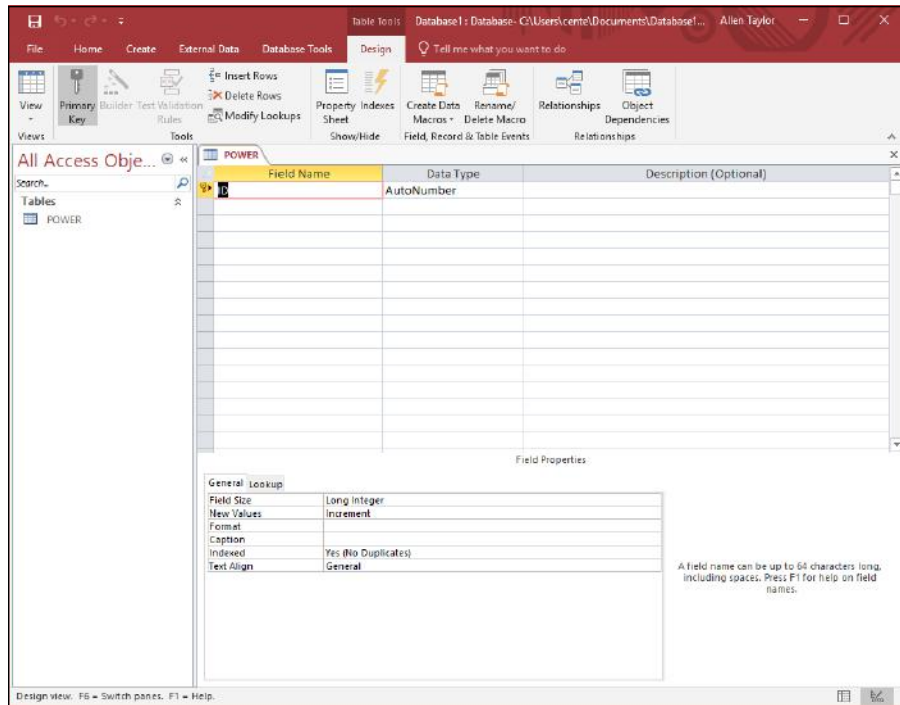 Table Tools Database1 : Database- C:\Users\cente\Documents\Database1... Allen Taylor
File Home Create External Data Database Tools Design Tell me what you want to do
View Primary Key Builder Test Validation Rules Insert Rows Delete Rows Modify Lookups Property Sheet Indexes Create Data Macros Rename/ Delete Macro Relationships Object Dependencies
Views Tools Show/Hide Field, Record & Table Events Relationships
All Access Obje... POWER
Search..
Tables
POWER
Field Name Data Type Description (Optional)
ID AutoNumber
Field Properties
General Lookup
Field Size Long Integer
New Values Increment
Format
Caption
Indexed Yes (No Duplicates)
Text Align General
A field name can be up to 64 characters long,
including spaces. Press F1 for help on field
names.
Design view. F6 = Switch panes. F1 = Help.